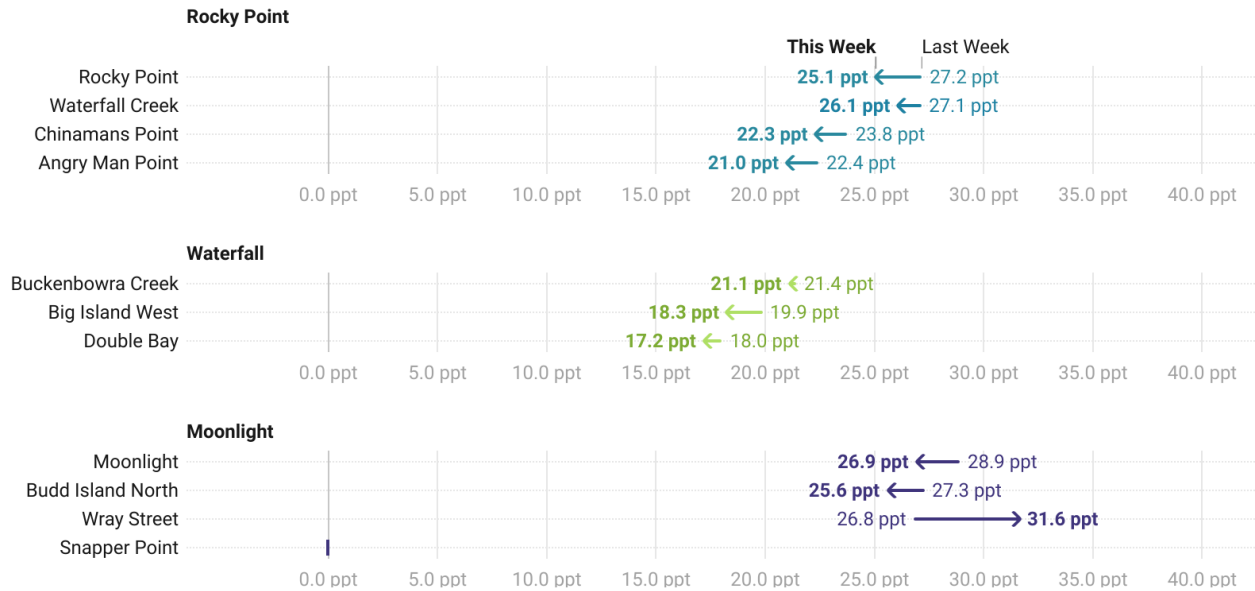 Rocky Point
This Week Last Week
Rocky Point 25.1 ppt 27.2 ppt
Waterfall Creek 26.1 ppt 27.1 ppt
Chinamans Point 22.3 ppt 23.8 ppt
Angry Man Point 21.0 ppt 22.4 ppt
0.0 ppt 5.0 ppt 10.0 ppt 15.0 ppt 20.0 ppt 25.0 ppt 30.0 ppt 35.0 ppt 40.0 ppt
Waterfall
Buckenbowra Creek 21.1 ppt 21.4 ppt
Big Island West 18.3 ppt 19.9 ppt
Double Bay 17.2 ppt 18.0 ppt
0.0 ppt 5.0 ppt 10.0 ppt 15.0 ppt 20.0 ppt 25.0 ppt 30.0 ppt 35.0 ppt 40.0 ppt
Moonlight
Moonlight 26.9 ppt 28.9 ppt
Budd Island North 25.6 ppt 27.3 ppt
Wray Street 26.8 ppt 31.6 ppt
Snapper Point
0.0 ppt 5.0 ppt 10.0 ppt 15.0 ppt 20.0 ppt 25.0 ppt 30.0 ppt 35.0 ppt 40.0 ppt